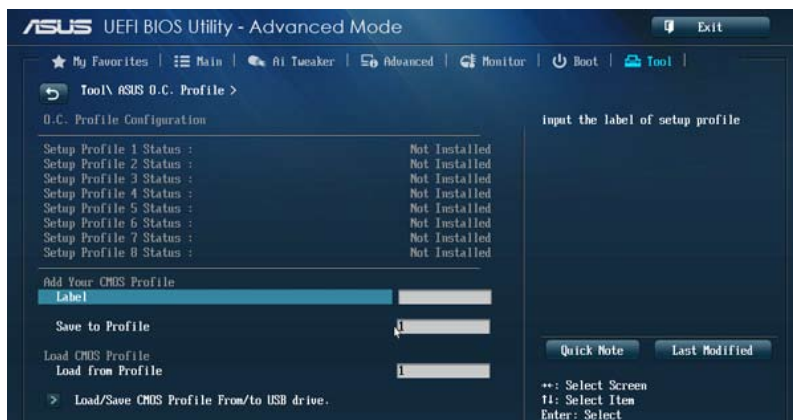 ASUS UEFI BIOS Utility - Advanced Mode
Exit
My Favorites | Main | Ai Tweaker | Advanced | Monitor | Boot | Tool |
Tool\ ASUS O.C. Profile >
O.C. Profile Configuration
Setup Profile 1 Status : Not Installed
Setup Profile 2 Status : Not Installed
Setup Profile 3 Status : Not Installed
Setup Profile 4 Status : Not Installed
Setup Profile 5 Status : Not Installed
Setup Profile 6 Status : Not Installed
Setup Profile 7 Status : Not Installed
Setup Profile 8 Status : Not Installed
Add Your CMOS Profile
Label
Save to Profile 1
Load CMOS Profile
Load from Profile 1
> Load/Save CMOS Profile From/to USB drive.
input the label of setup profile
Quick Note
Last Modified
→←: Select Screen
↑↓: Select Item
Enter: Select